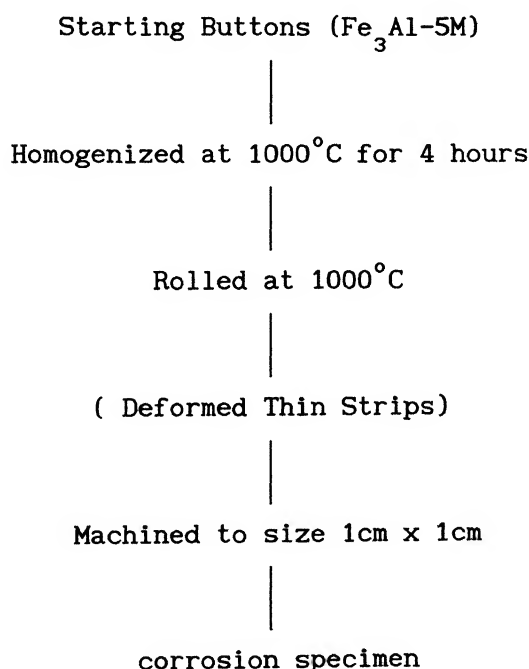 Starting Buttons (Fe3Al-5M)
Homogenized at 1000°C for 4 hours
Rolled at 1000°C
( Deformed Thin Strips)
Machined to size 1cm x 1cm
corrosion specimen